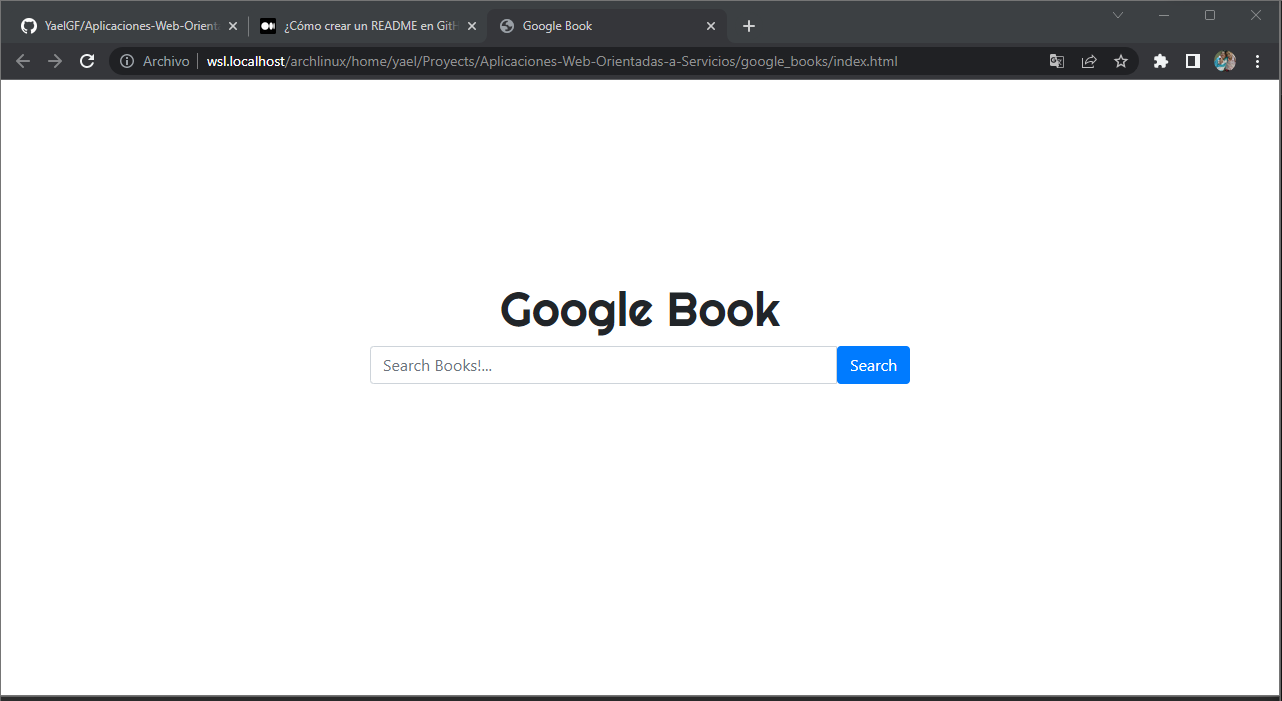 YaelGF/Aplicaciones-Web-Orienta
¿Cómo crear un README en GitH
Google Book
Archivo wsl.localhost/archlinux/home/yael/Proyects/Aplicaciones-Web-Orientadas-a-Servicios/google_books/index.html
Google Book
Search Books!...
Search